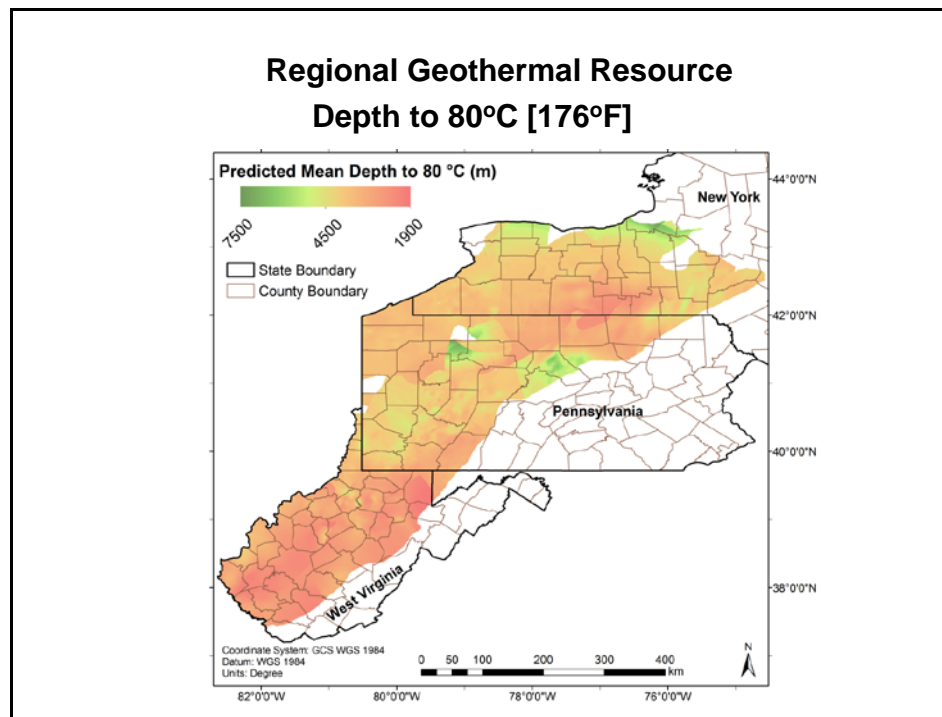 Regional Geothermal Resource
Depth to 80ºC [176ºF]
Predicted Mean Depth to 80 °C (m)
7500 4500 1900
State Boundary
County Boundary
New York
Pennsylvania
West Virginia
44°0'0"N
42°0'0"N
40°0'0"N
38°0'0"N
Coordinate System: GCS WGS 1984
Datum: WGS 1984
Units: Degree
0 50 100 200 300 400
km
N
82°0'0"W 80°0'0"W 78°0'0"W 76°0'0"W